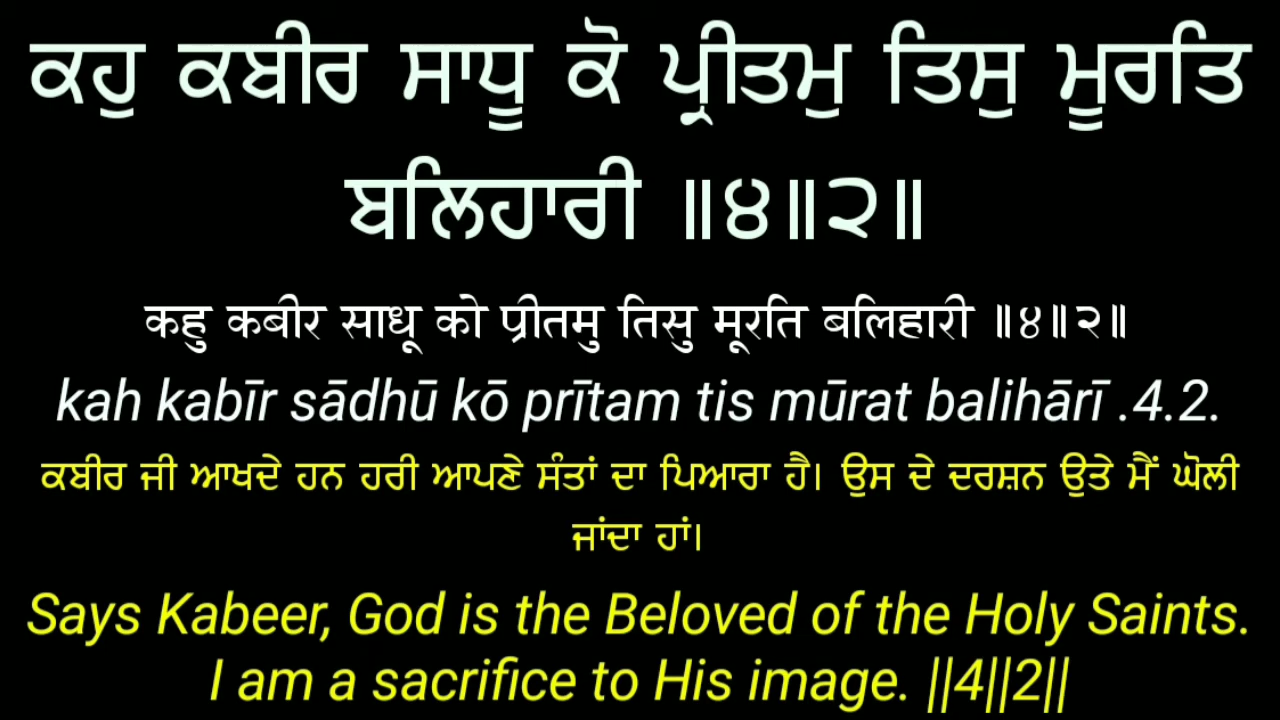 ਕਹੁ ਕਬੀਰ ਸਾਧੂ ਕੋ ਪ੍ਰੀਤਮੁ ਤਿਸੁ ਮੂਰਤਿ
ਬਲਿਹਾਰੀ ॥੪॥੨॥
कहु कबीर साधू को प्रीतमु तिसु मूरति बलिहारी ॥४॥२॥
kah kabīr sādhū kō prītam tis mūrat balihārī .4.2.
ਕਬੀਰ ਜੀ ਆਖਦੇ ਹਨ ਹਰੀ ਆਪਣੇ ਸੰਤਾਂ ਦਾ ਪਿਆਰਾ ਹੈ। ਉਸ ਦੇ ਦਰਸ਼ਨ ਉਤੇ ਮੈਂ ਘੋਲੀ
ਜਾਂਦਾ ਹਾਂ।
Says Kabeer, God is the Beloved of the Holy Saints.
I am a sacrifice to His image. ||4||2||